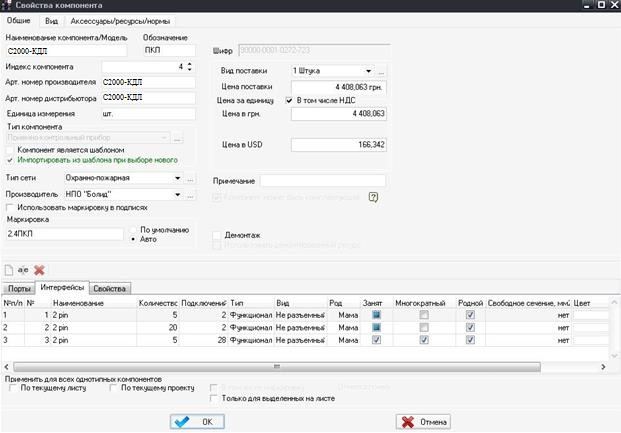 Свойства компонента
Общие Вид Аксессуары/ресурсы/нормы
Наименование компонента/Модель Обозначение
С2000-КДЛ ПКП
Шифр 90000-0001-0272-723
Индекс компонента 4
Арт. номер производителя С2000-КДЛ
Арт. номер дистрибьютора С2000-КДЛ
Единица измерения шт.
Тип компонента
Приемно-контрольный прибор ...
Компонент является шаблоном
Импортировать из шаблона при выборе нового
Тип сети Охранно-пожарная ...
Производитель НПО "Болид" ...
Использовать маркировку в подписях
Маркировка
2.4ПКП
По умолчанию
Авто
Вид поставки 1 Штука ...
Цена поставки 4 408,063 грн.
Цена за единицу В том числе НДС
Цена в грн. 4 408,063
Цена в USD 166,342
Примечание
Компонент может быть комплектующей ?
Демонтаж
Использовать демонтированный ресурс
Порты Интерфейсы Свойства
№п/п № Наименование Количество Подключений Тип Вид Род Занят Многократный Родной Свободное сечение, мм2 Цвет
1 1 2 pin 5 2 Функционал Не разъемный Мама нет
2 2 2 pin 20 2 Функционал Не разъемный Мама нет
3 3 2 pin 5 28 Функционал Не разъемный Мама нет
Применить для всех однотипных компонентов
По текущему листу По текущему проекту
Только для выделенных на листе
OK Отмена